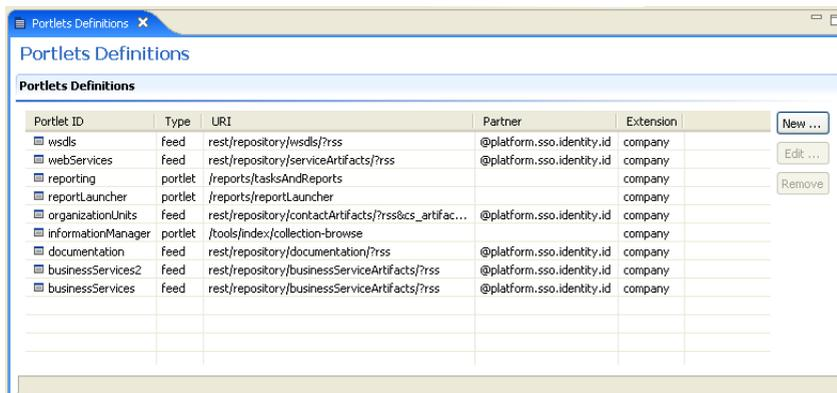 Portlets Definitions
Portlets Definitions
Portlets Definitions
Portlet ID Type URI Partner Extension
wsdls feed rest/repository/wsdls/?rss @platform.sso.identity.id company
webServices feed rest/repository/serviceArtifacts/?rss @platform.sso.identity.id company
reporting portlet /reports/tasksAndReports company
reportLauncher portlet /reports/reportLauncher company
organizationUnits feed rest/repository/contactArtifacts/?rss&cs_artifac... @platform.sso.identity.id company
informationManager portlet /tools/index/collection-browse company
documentation feed rest/repository/documentation/?rss @platform.sso.identity.id company
businessServices2 feed rest/repository/businessServiceArtifacts/?rss @platform.sso.identity.id company
businessServices feed rest/repository/businessServiceArtifacts/?rss @platform.sso.identity.id company
New ...
Edit ...
Remove